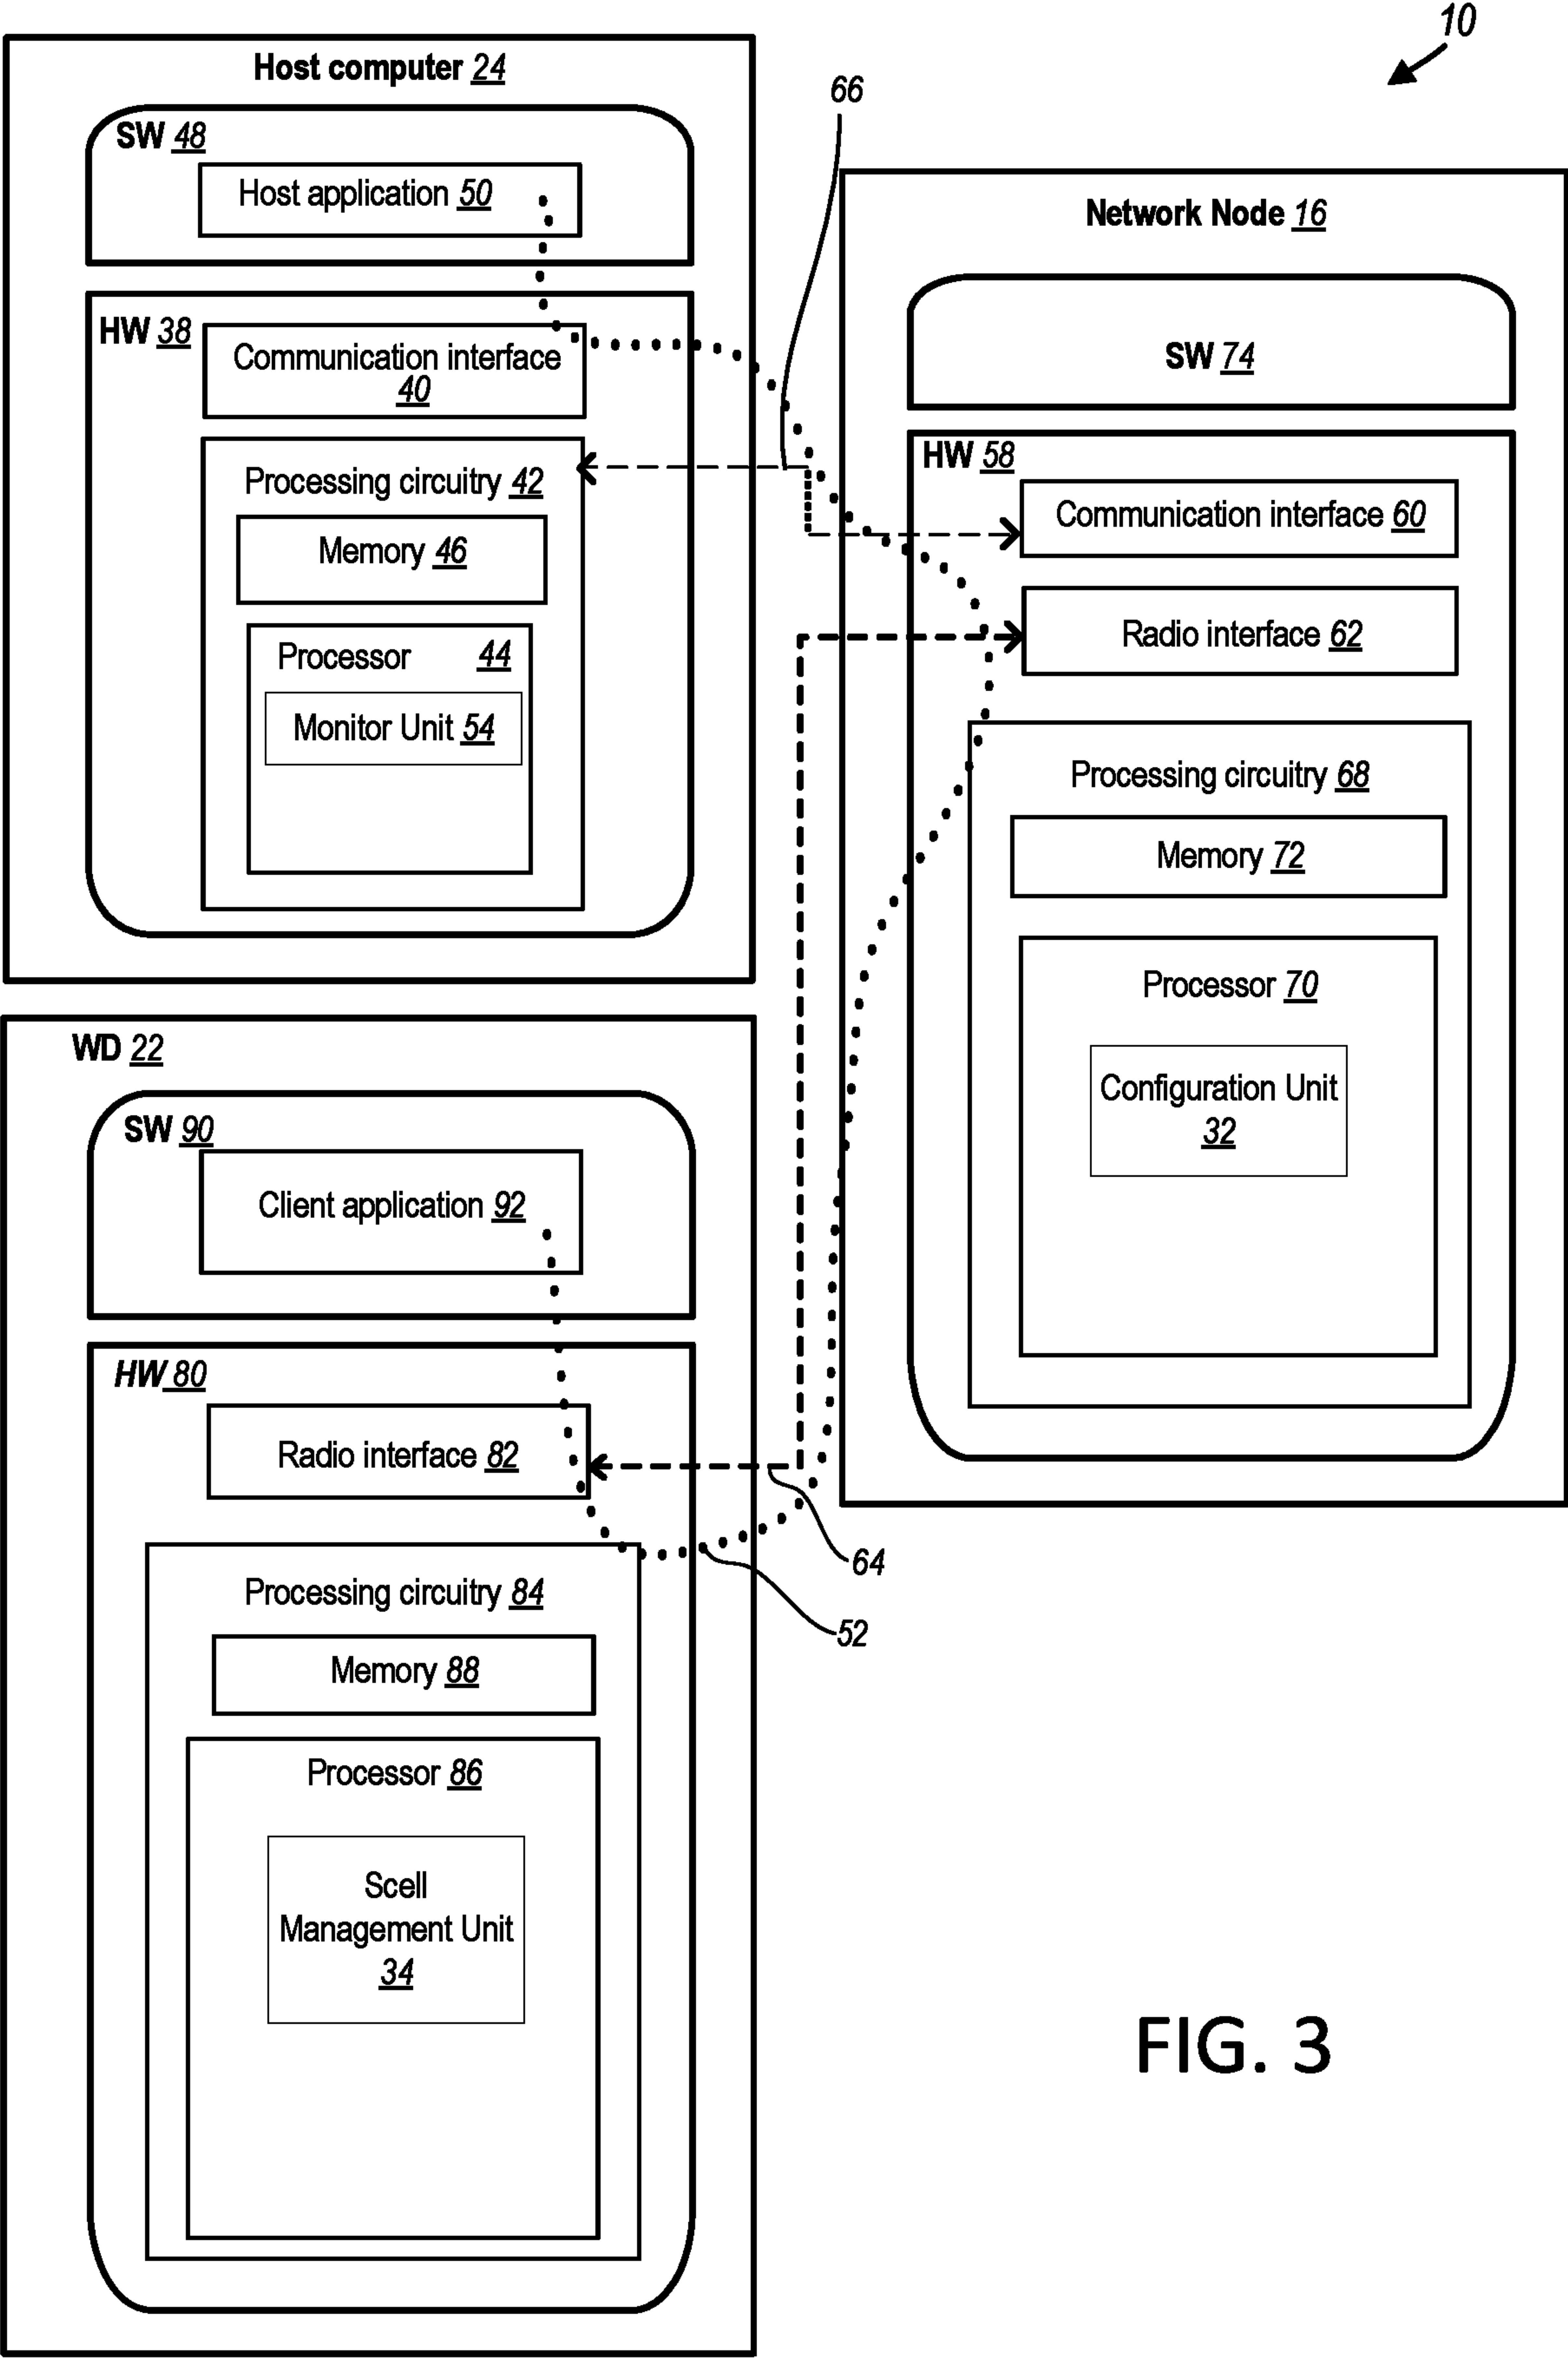 10
Host computer 24
66
SW 48
Host application 50
HW 38
Communication interface
40
Processing circuitry 42
Memory 46
Processor 44
Monitor Unit 54
Network Node 16
SW 74
HW 58
Communication interface 60
Radio interface 62
Processing circuitry 68
Memory 72
Processor 70
Configuration Unit
32
WD 22
SW 90
Client application 92
HW 80
Radio interface 82
64
52
Processing circuitry 84
Memory 88
Processor 86
Scell
Management Unit
34
FIG. 3